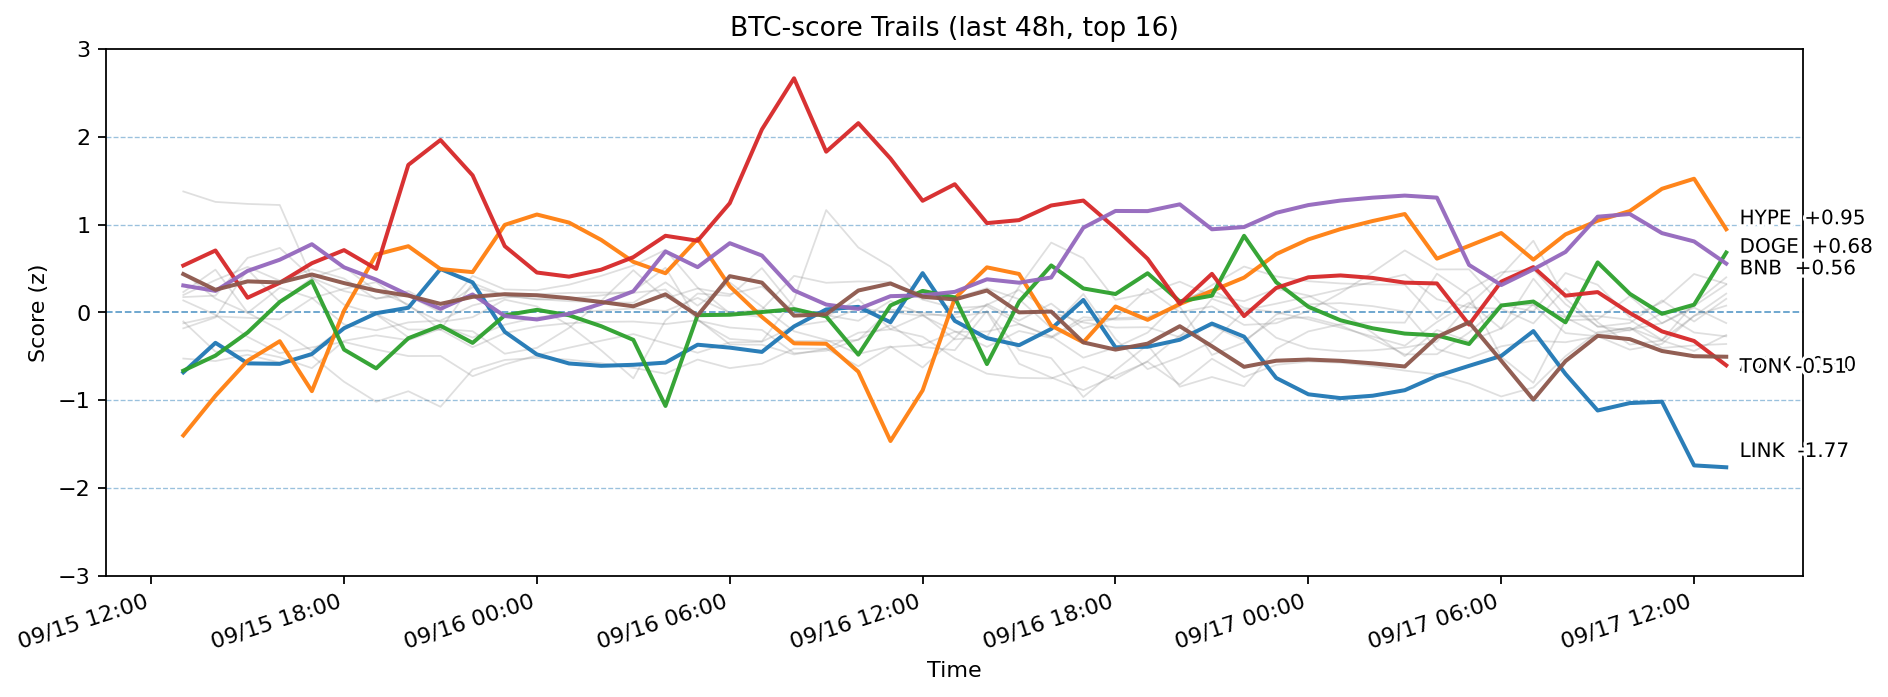 BTC-score Trails (last 48h, top 16)
3
2
1
0
−1
−2
−3
Score (z)
HYPE +0.95
DOGE +0.68
BNB +0.56
TON -0.51
LINK -1.77
09/15 12:00
09/15 18:00
09/16 00:00
09/16 06:00
09/16 12:00
09/16 18:00
09/17 00:00
09/17 06:00
09/17 12:00
Time